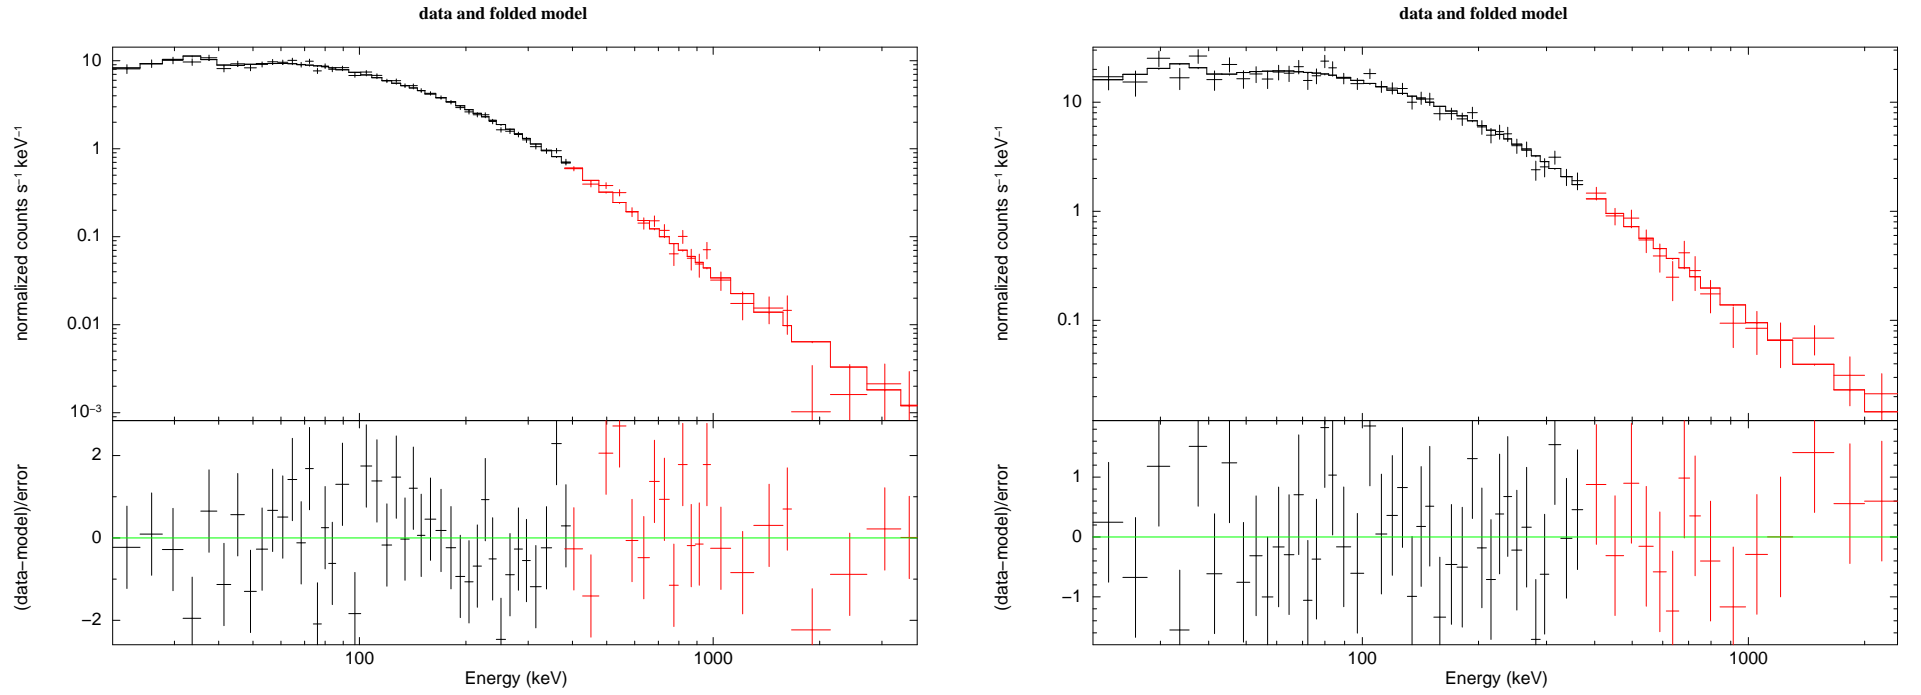 data and folded model
10
1
0.1
0.01
10⁻³
normalized counts s⁻¹ keV⁻¹
2
0
−2
(data−model)/error
100
1000
Energy (keV)
data and folded model
10
1
0.1
normalized counts s⁻¹ keV⁻¹
1
0
−1
(data−model)/error
100
1000
Energy (keV)